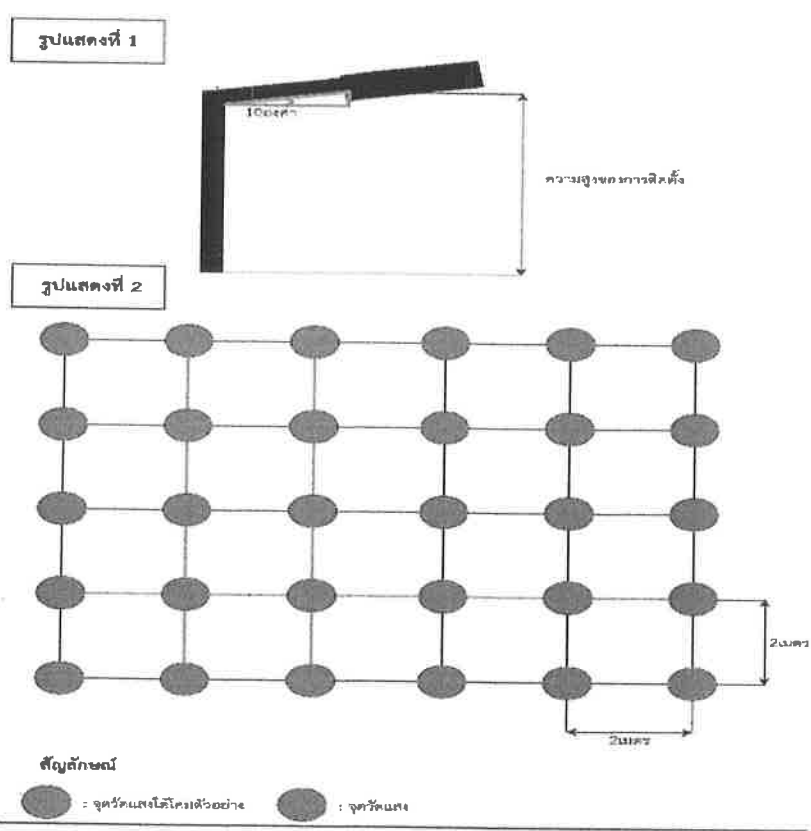 รูปแสดงที่ 1
10องศา
ความสูงของการติดตั้ง
รูปแสดงที่ 2
2เมตร
2เมตร
สัญลักษณ์
: จุดวัดแสงใต้โคมตัวอย่าง
: จุดวัดแสง